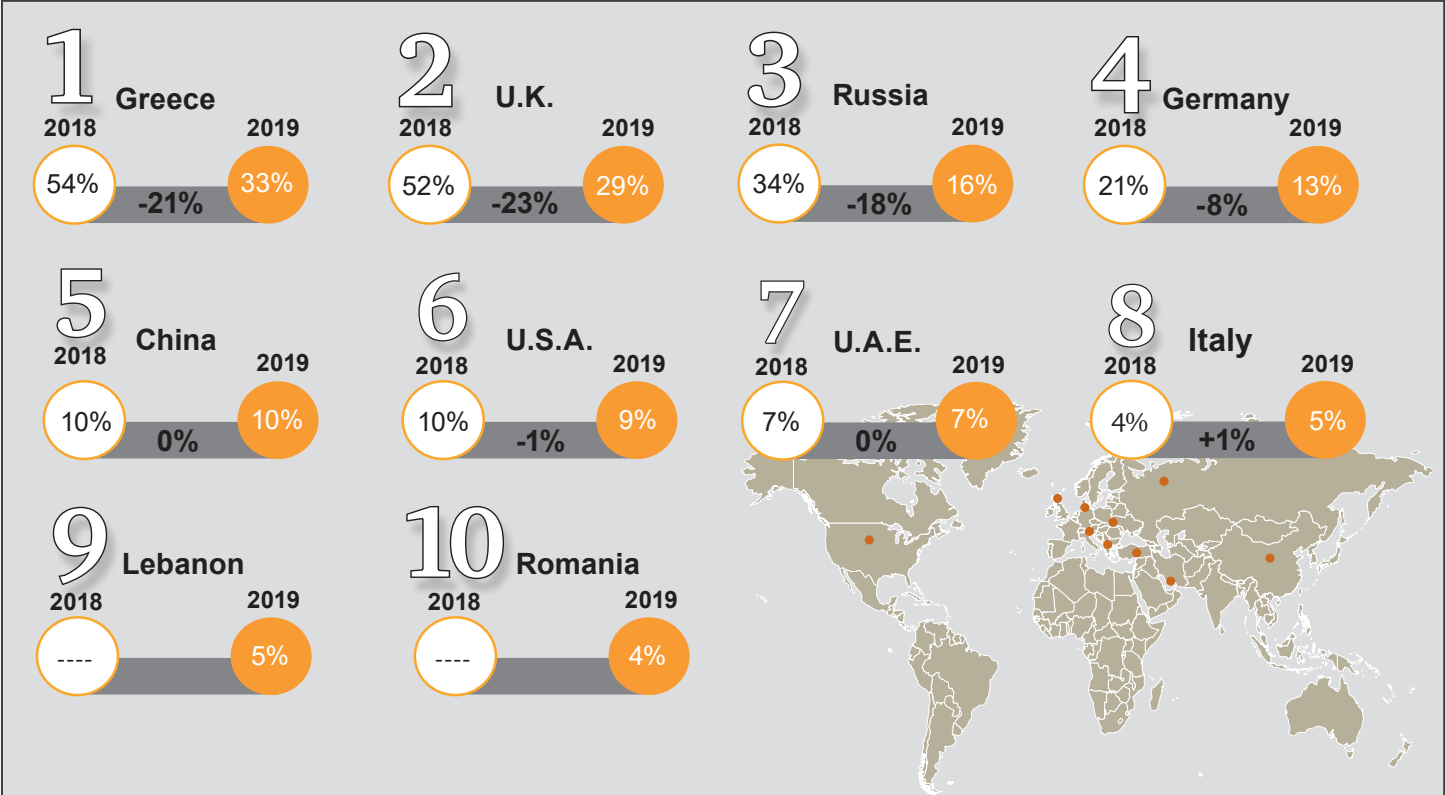 1 Greece
2018 2019
54% -21% 33%
2 U.K.
2018 2019
52% -23% 29%
3 Russia
2018 2019
34% -18% 16%
4 Germany
2018 2019
21% -8% 13%
5 China
2018 2019
10% 0% 10%
6 U.S.A.
2018 2019
10% -1% 9%
7 U.A.E.
2018 2019
7% 0% 7%
8 Italy
2018 2019
4% +1% 5%
9 Lebanon
2018 2019
---- 5%
10 Romania
2018 2019
---- 4%